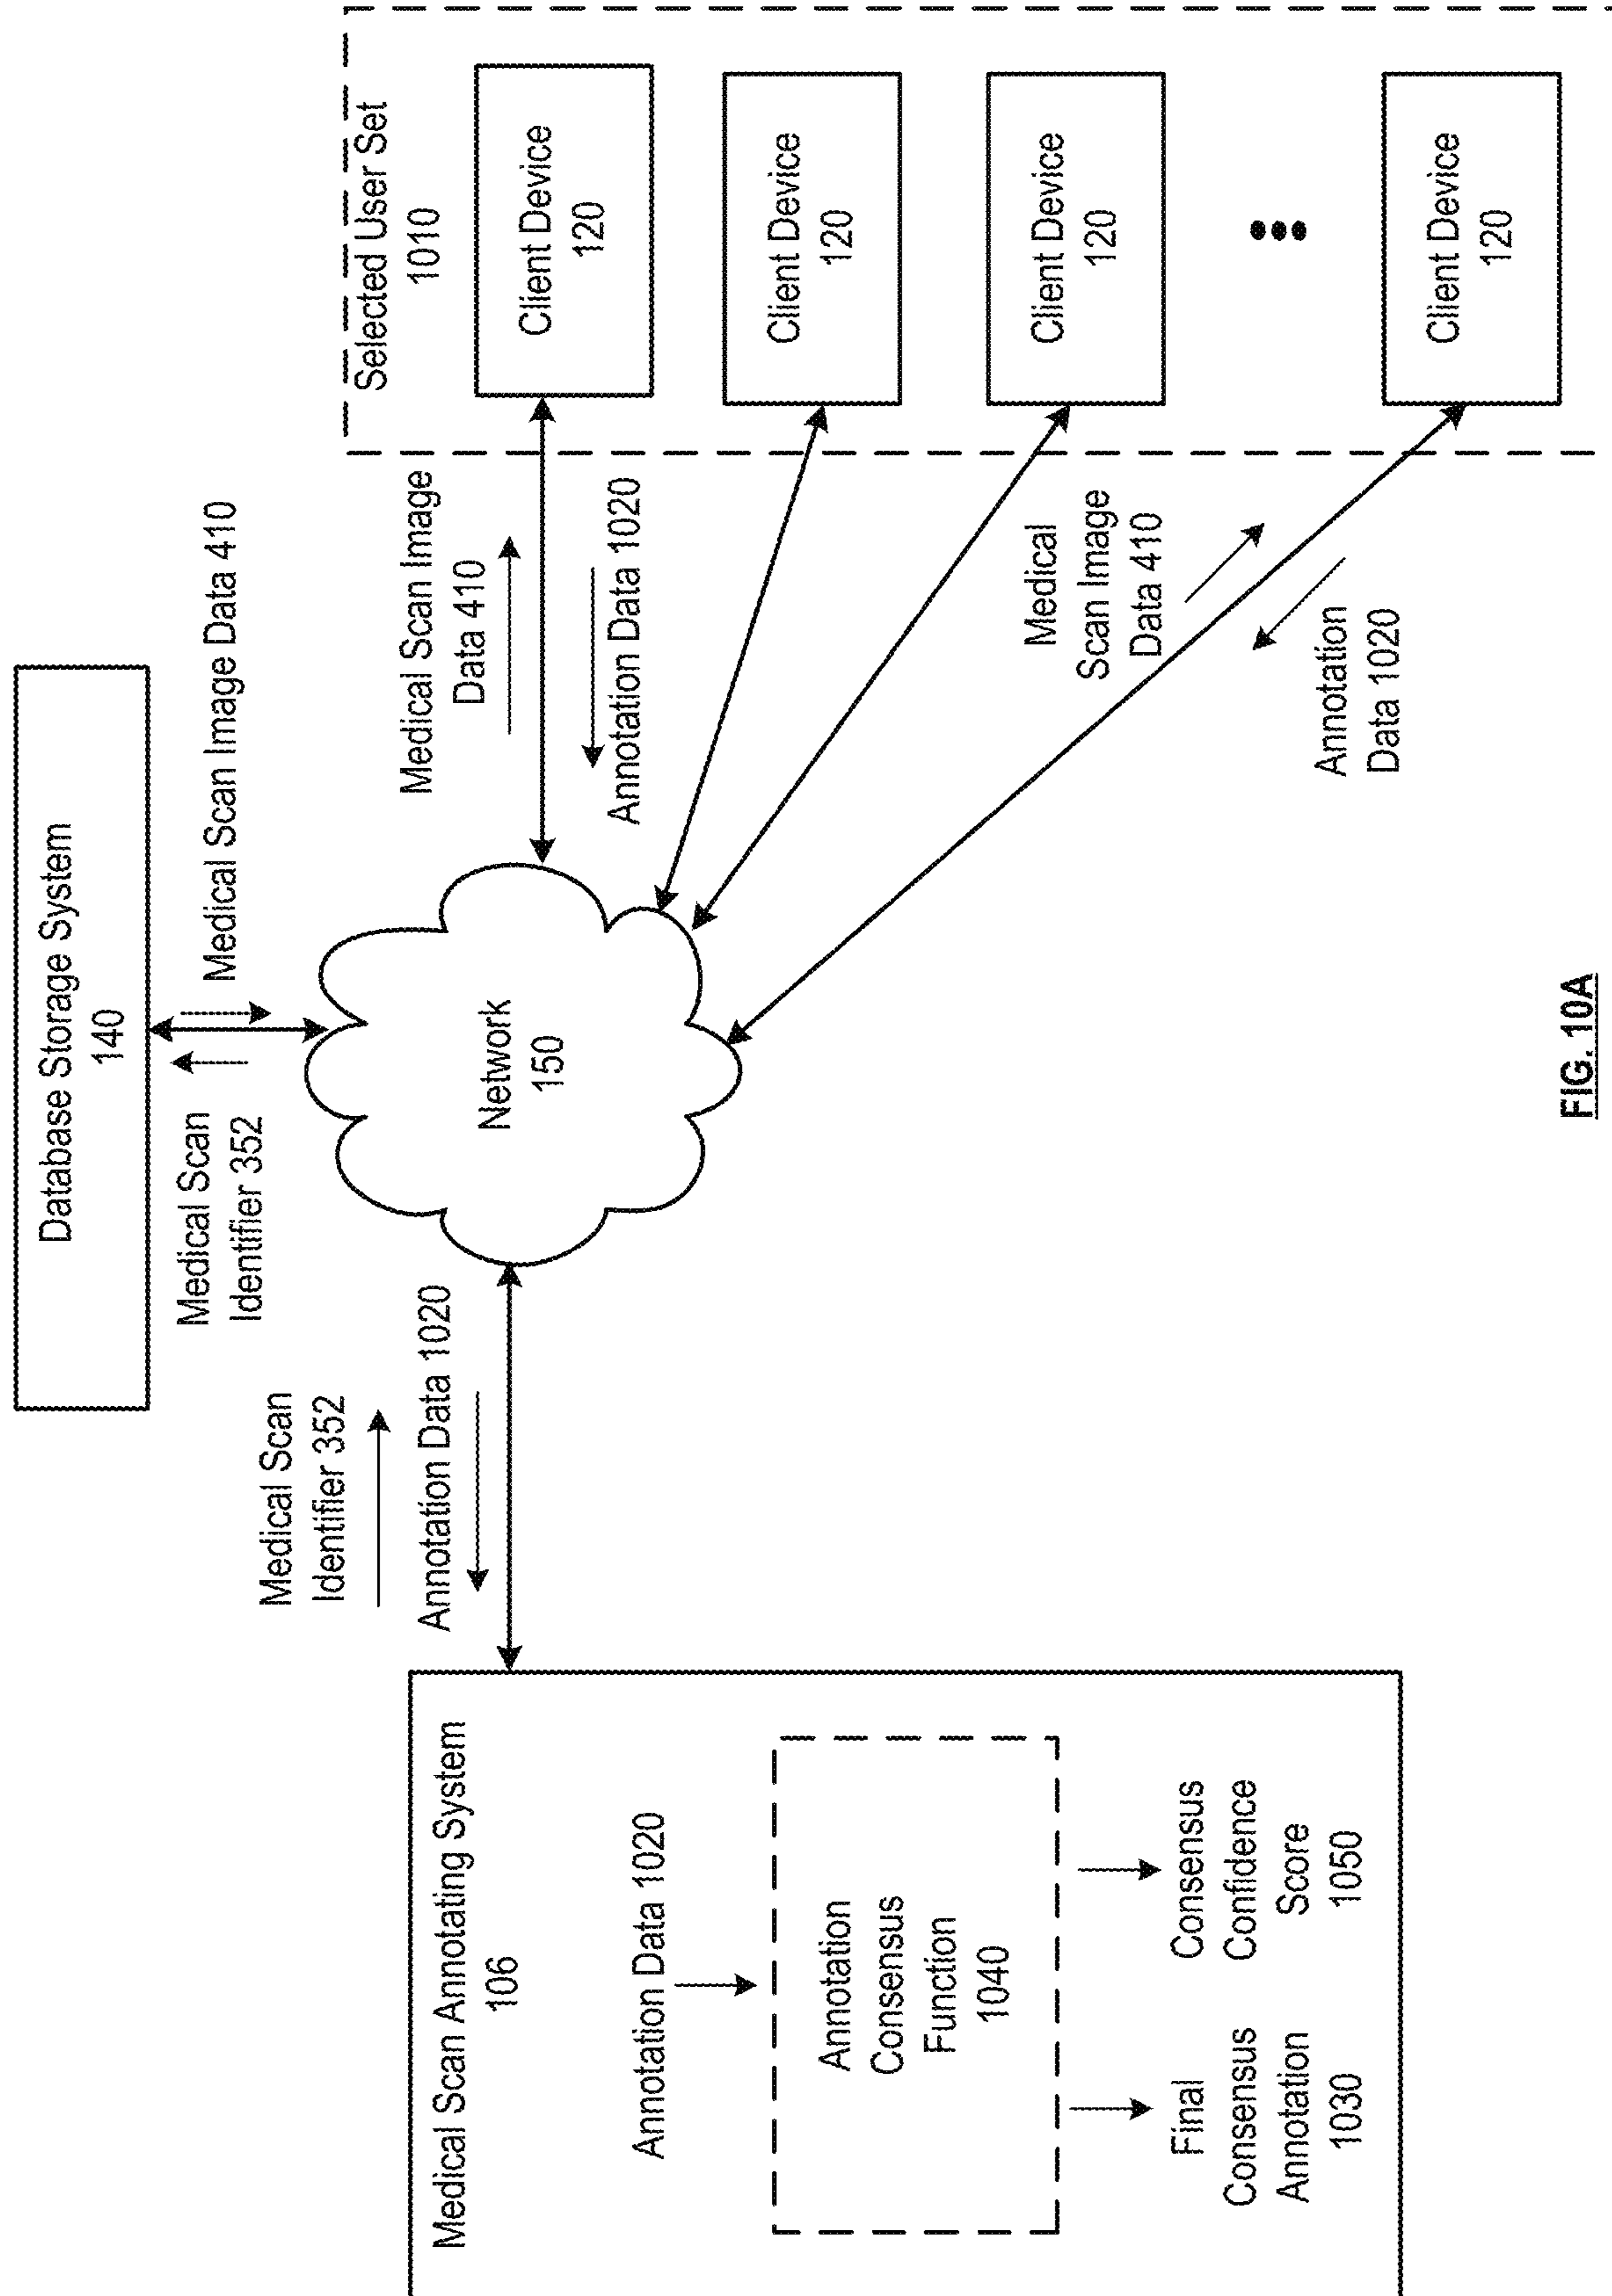 Database Storage System
140
Medical Scan
Identifier 352
Medical Scan Image Data 410
Medical Scan
Identifier 352
Annotation Data 1020
Network
150
Medical Scan Image
Data 410
Annotation Data 1020
Medical
Scan Image
Data 410
Annotation
Data 1020
Selected User Set
1010
Client Device
120
Client Device
120
Client Device
120
Client Device
120
Medical Scan Annotating System
106
Annotation Data 1020
Annotation
Consensus
Function
1040
Final
Consensus
Annotation
1030
Consensus
Confidence
Score
1050
FIG. 10A